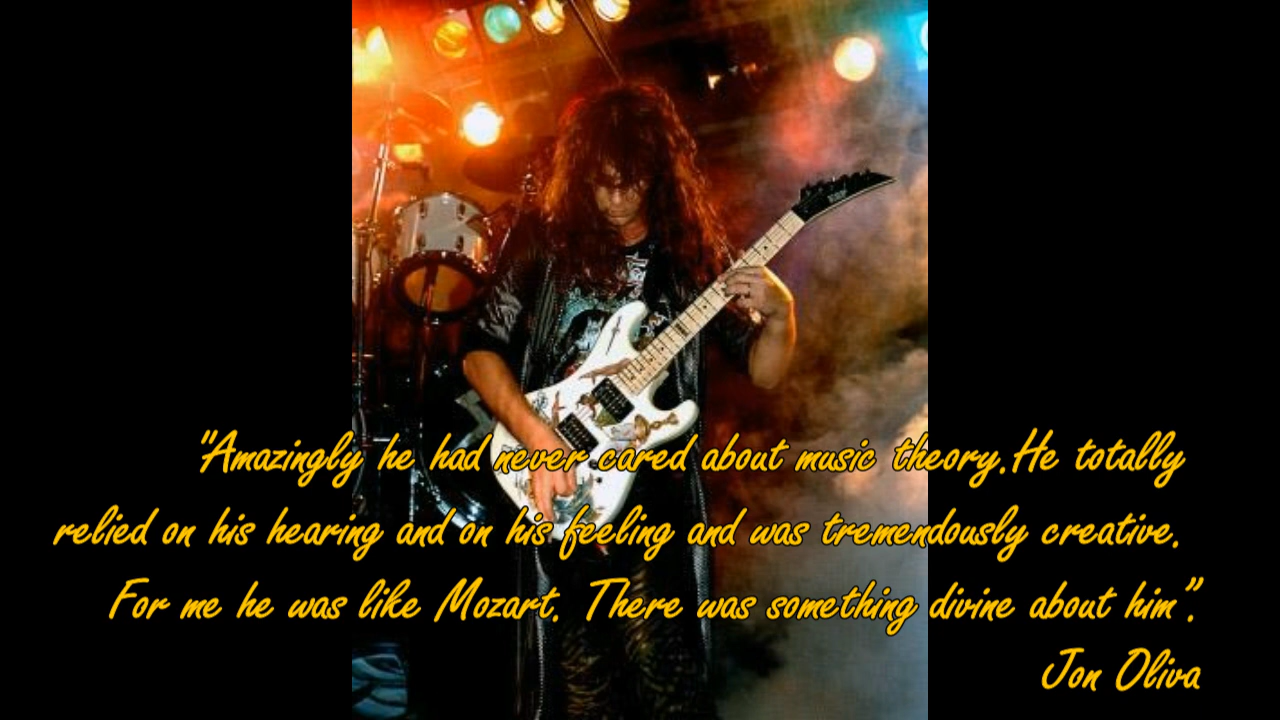 "Amazingly he had never cared about music theory.He totally
relied on his hearing and on his feeling and was tremendously creative.
For me he was like Mozart. There was something divine about him".
Jon Oliva